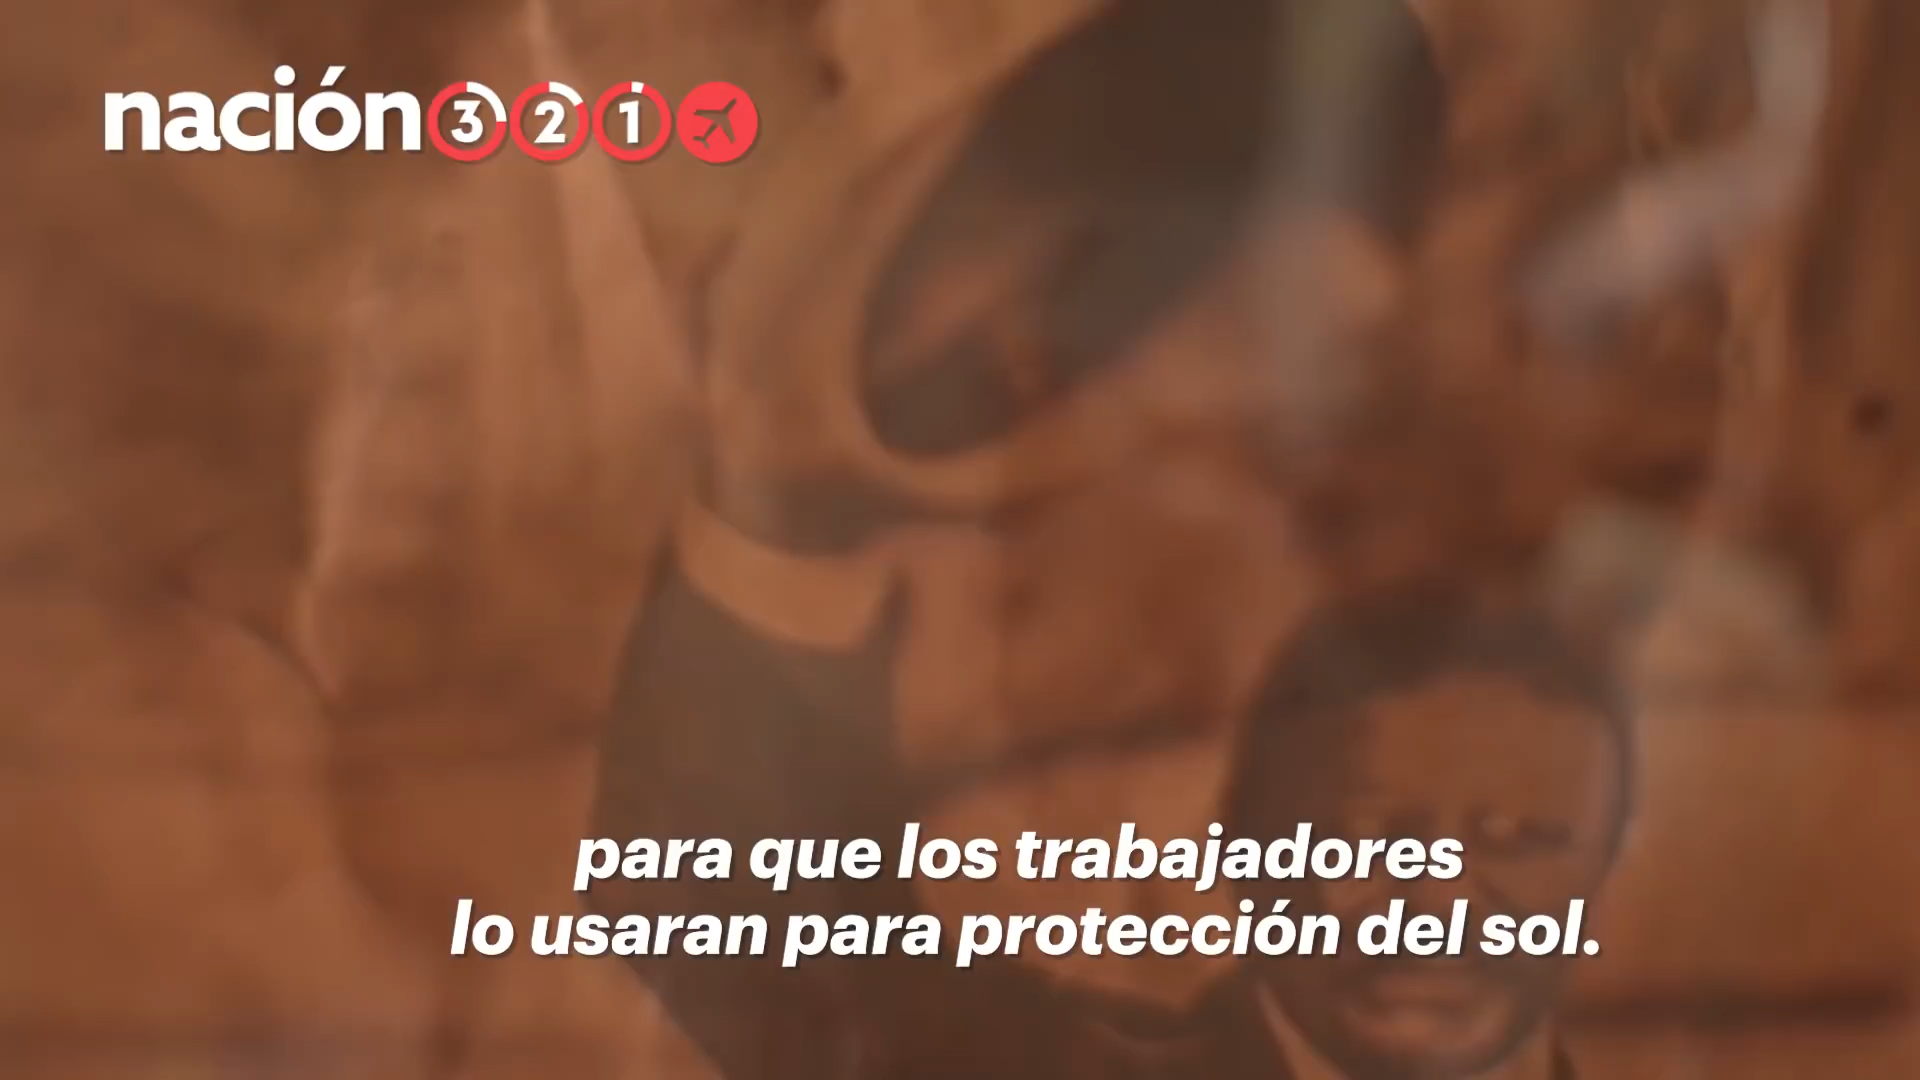 nación321
para que los trabajadores
lo usaran para protección del sol.